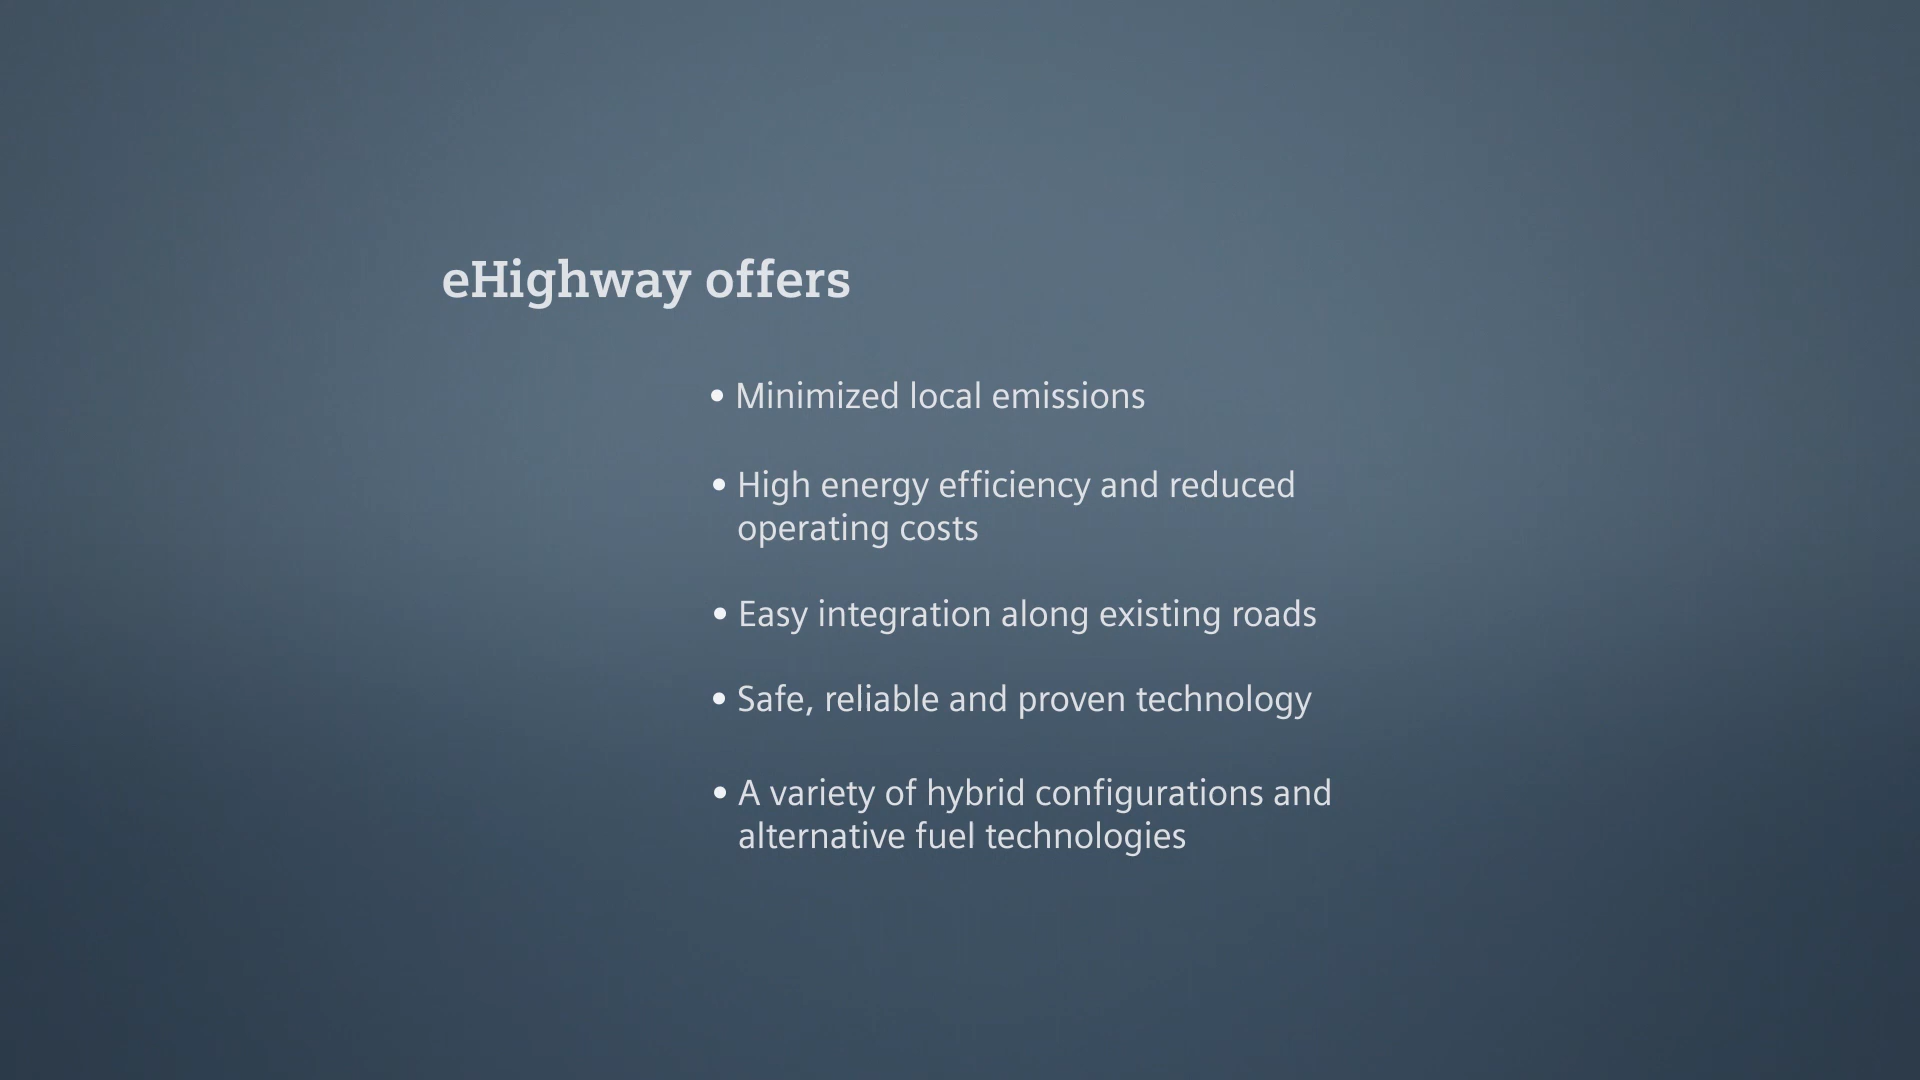 eHighway offers
• Minimized local emissions
• High energy efficiency and reduced
operating costs
• Easy integration along existing roads
• Safe, reliable and proven technology
• A variety of hybrid configurations and
alternative fuel technologies